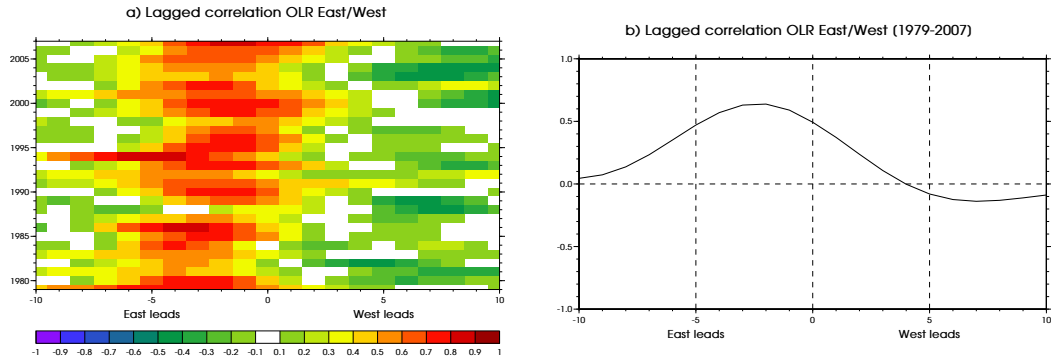 a) Lagged correlation OLR East/West
2005
2000
1995
1990
1985
1980
-10 -5 0 5 10
East leads West leads
-1 -0.9 -0.8 -0.7 -0.6 -0.5 -0.4 -0.3 -0.2 -0.1 0.1 0.2 0.3 0.4 0.5 0.6 0.7 0.8 0.9 1
b) Lagged correlation OLR East/West [1979-2007]
1.0
0.5
0.0
-0.5
-1.0
-10 -5 0 5 10
East leads West leads